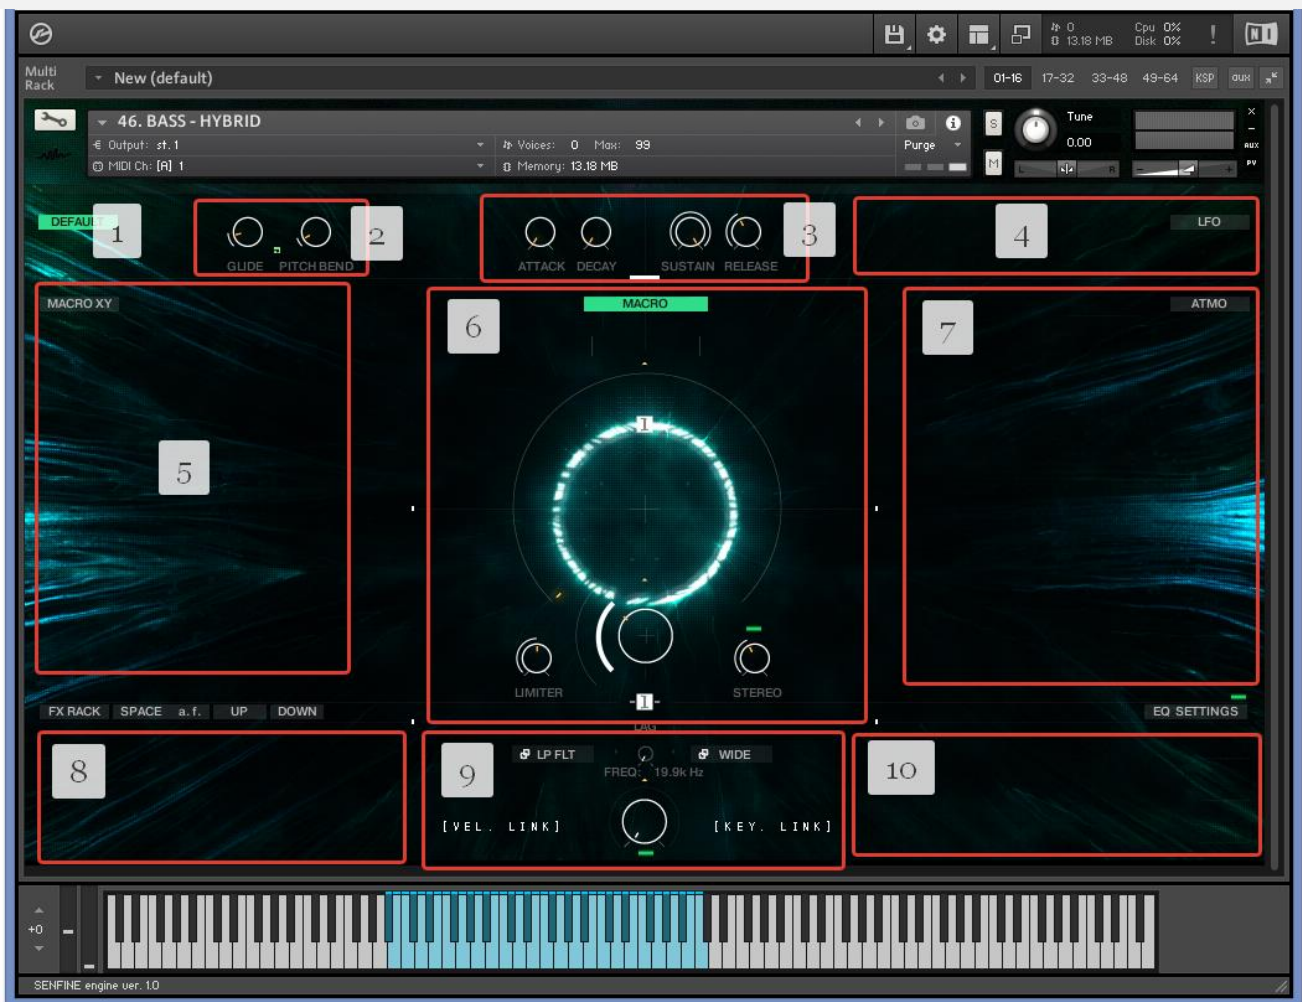 0
13.18 MB
Cpu 0%
Disk 0%
!
NI
Multi
Rack
New (default)
01-16 17-32 33-48 49-64 KSP aux
46. BASS - HYBRID
Output: st.1
Voices: 0 Max: 99
MIDI Ch: [A] 1
Memory: 13.18 MB
Purge
S
M
Tune
0.00
L R
- +
×
-
AUX
PV
DEFAULT
1
GLIDE PITCH BEND
2
ATTACK DECAY SUSTAIN RELEASE
3
4
LFO
MACRO XY
5
6
MACRO
1
LIMITER
STEREO
-1-
7
ATMO
FX RACK SPACE a.f. UP DOWN
LAG
EQ SETTINGS
8
9
LP FLT
WIDE
FREQ: 19.9k Hz
[VEL. LINK]
[KEY. LINK]
10
+0
SENFINE engine ver. 1.0